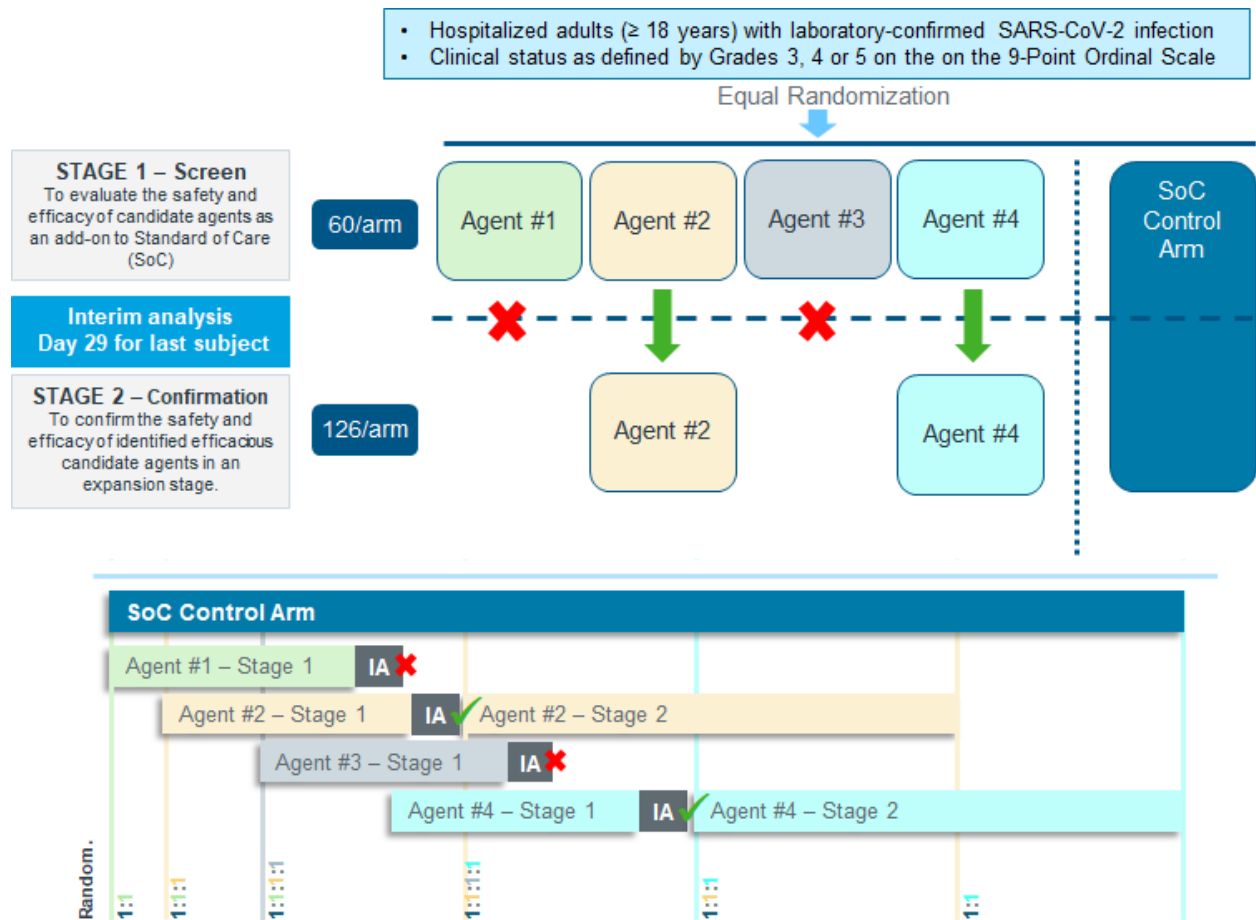 • Hospitalized adults (≥ 18 years) with laboratory-confirmed SARS-CoV-2 infection
• Clinical status as defined by Grades 3, 4 or 5 on the on the 9-Point Ordinal Scale
Equal Randomization
STAGE 1 – Screen
To evaluate the safety and
efficacy of candidate agents as
an add-on to Standard of Care
(SoC)
60/arm
Agent #1
Agent #2
Agent #3
Agent #4
SoC
Control
Arm
Interim analysis
Day 29 for last subject
STAGE 2 – Confirmation
To confirm the safety and
efficacy of identified efficacious
candidate agents in an
expansion stage.
126/arm
Agent #2
Agent #4
SoC Control Arm
Agent #1 – Stage 1
IA
Agent #2 – Stage 1
IA
Agent #2 – Stage 2
Agent #3 – Stage 1
IA
Agent #4 – Stage 1
IA
Agent #4 – Stage 2
Random.
1:1
1:1:1
1:1:1:1
1:1:1:1
1:1:1
1:1